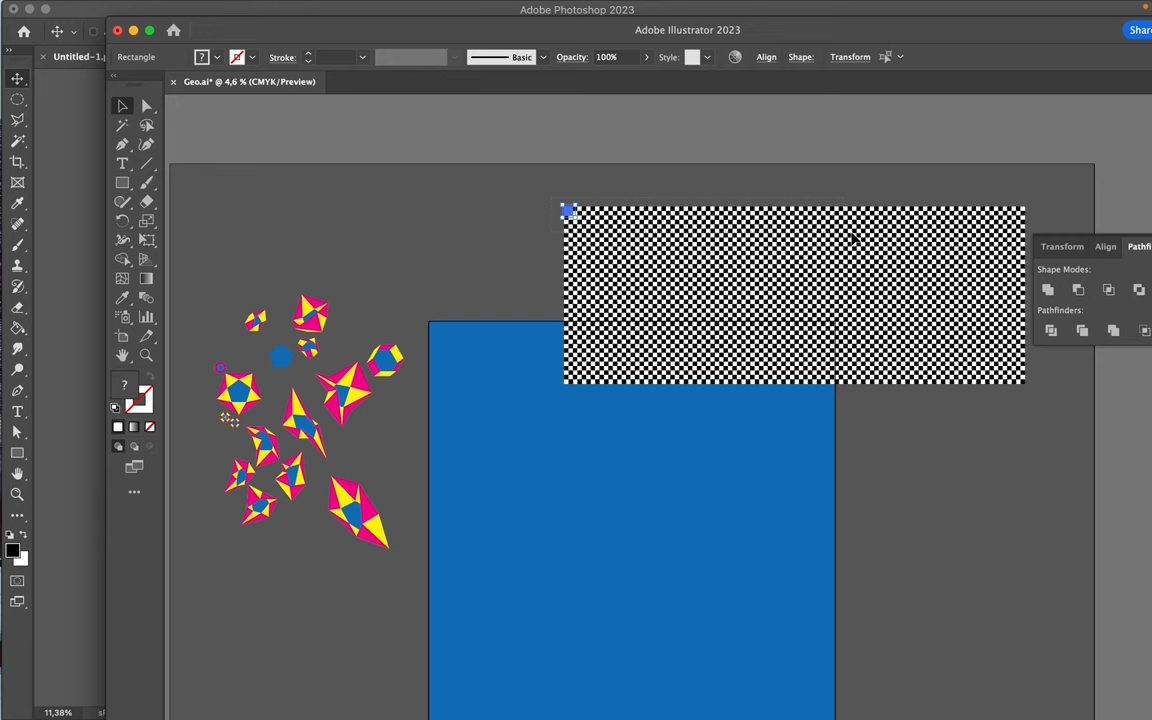 Adobe Photoshop 2023
Adobe Illustrator 2023
Share
Untitled-1.p
Rectangle
?
Stroke:
Basic
Opacity:
100%
Style:
Align
Shape:
Transform
Geo.ai* @ 4,6 % (CMYK/Preview)
Transform
Align
Pathfi
Shape Modes:
Pathfinders:
?
11,38%